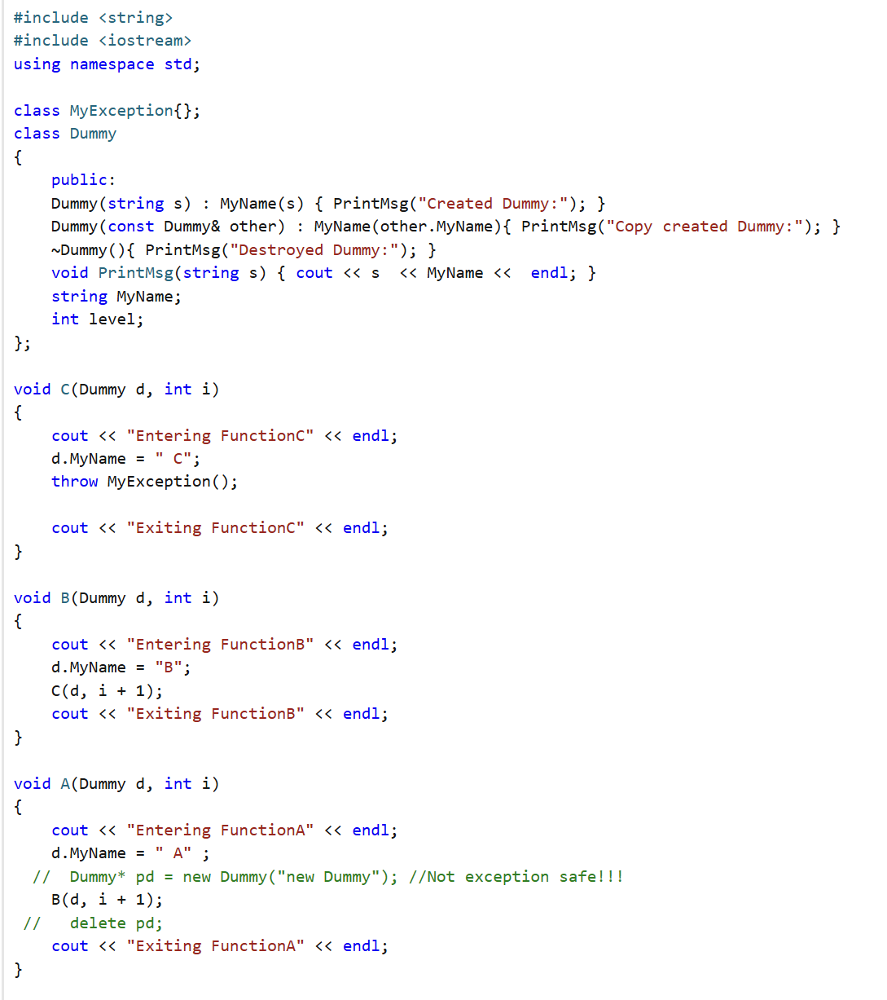 #include <string>
#include <iostream>
using namespace std;

class MyException{};
class Dummy
{
    public:
    Dummy(string s) : MyName(s) { PrintMsg("Created Dummy:"); }
    Dummy(const Dummy& other) : MyName(other.MyName){ PrintMsg("Copy created Dummy:"); }
    ~Dummy(){ PrintMsg("Destroyed Dummy:"); }
    void PrintMsg(string s) { cout << s  << MyName <<  endl; }
    string MyName;
    int level;
};

void C(Dummy d, int i)
{
    cout << "Entering FunctionC" << endl;
    d.MyName = " C";
    throw MyException();

    cout << "Exiting FunctionC" << endl;
}

void B(Dummy d, int i)
{
    cout << "Entering FunctionB" << endl;
    d.MyName = "B";
    C(d, i + 1);
    cout << "Exiting FunctionB" << endl;
}

void A(Dummy d, int i)
{
    cout << "Entering FunctionA" << endl;
    d.MyName = " A" ;
  //  Dummy* pd = new Dummy("new Dummy"); //Not exception safe!!!
    B(d, i + 1);
 //   delete pd;
    cout << "Exiting FunctionA" << endl;
}